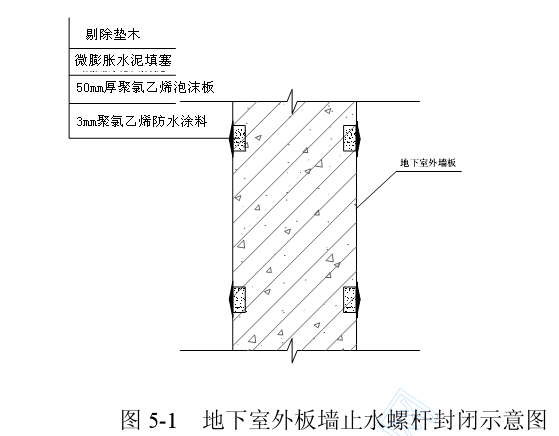 剔除垫木
微膨胀水泥填塞
50mm厚聚氯乙烯泡沫板
3mm聚氯乙烯防水涂料
地下室外墙板
图 5-1 地下室外板墙止水螺杆封闭示意图